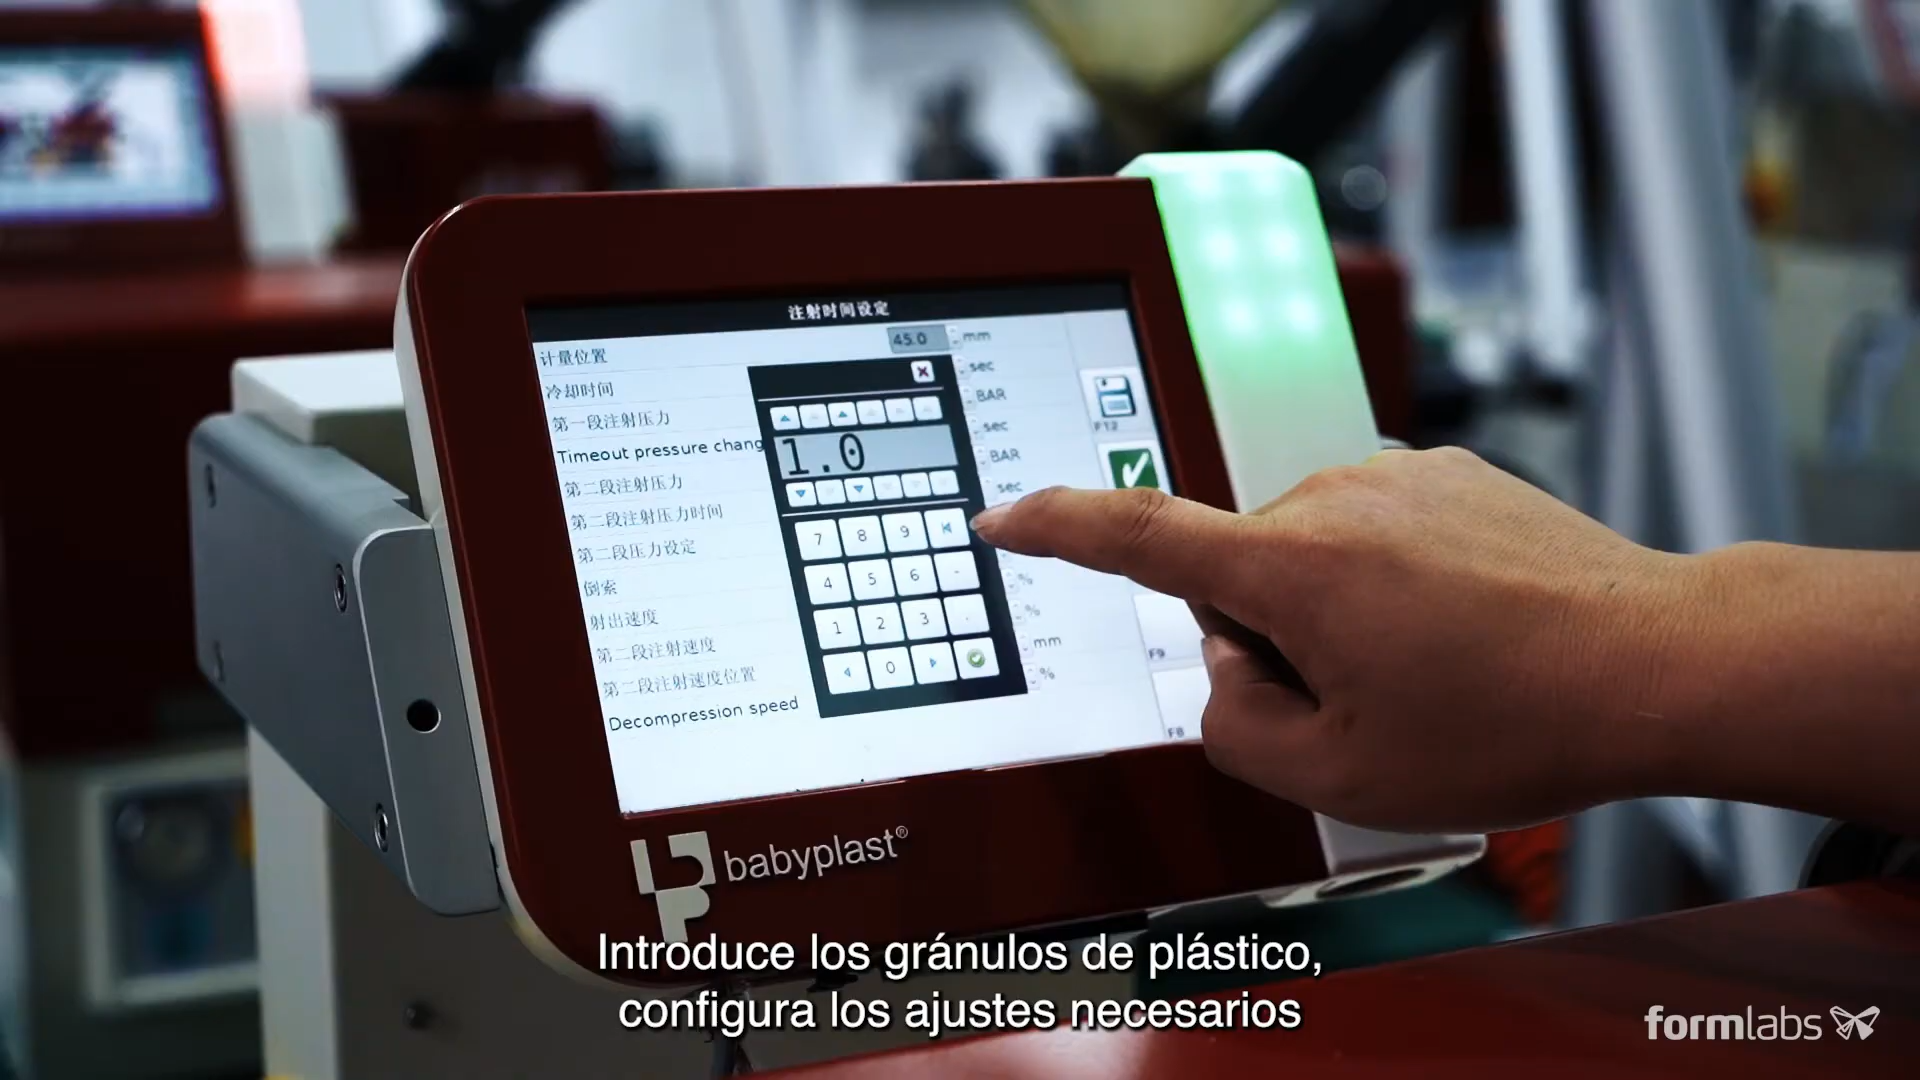 注射时间设定
计量位置 45.0 mm
冷却时间 sec
第一段注射压力 BAR
Timeout pressure chang sec
第二段注射压力 BAR
第二段注射压力时间 sec
第二段压力设定
倒索 %
射出速度 %
第二段注射速度 mm
第二段注射速度位置 %
Decompression speed
1.0
7 8 9
4 5 6 -
1 2 3 .
0
F12
F9
F8
babyplast®
Introduce los gránulos de plástico,
configura los ajustes necesarios
formlabs